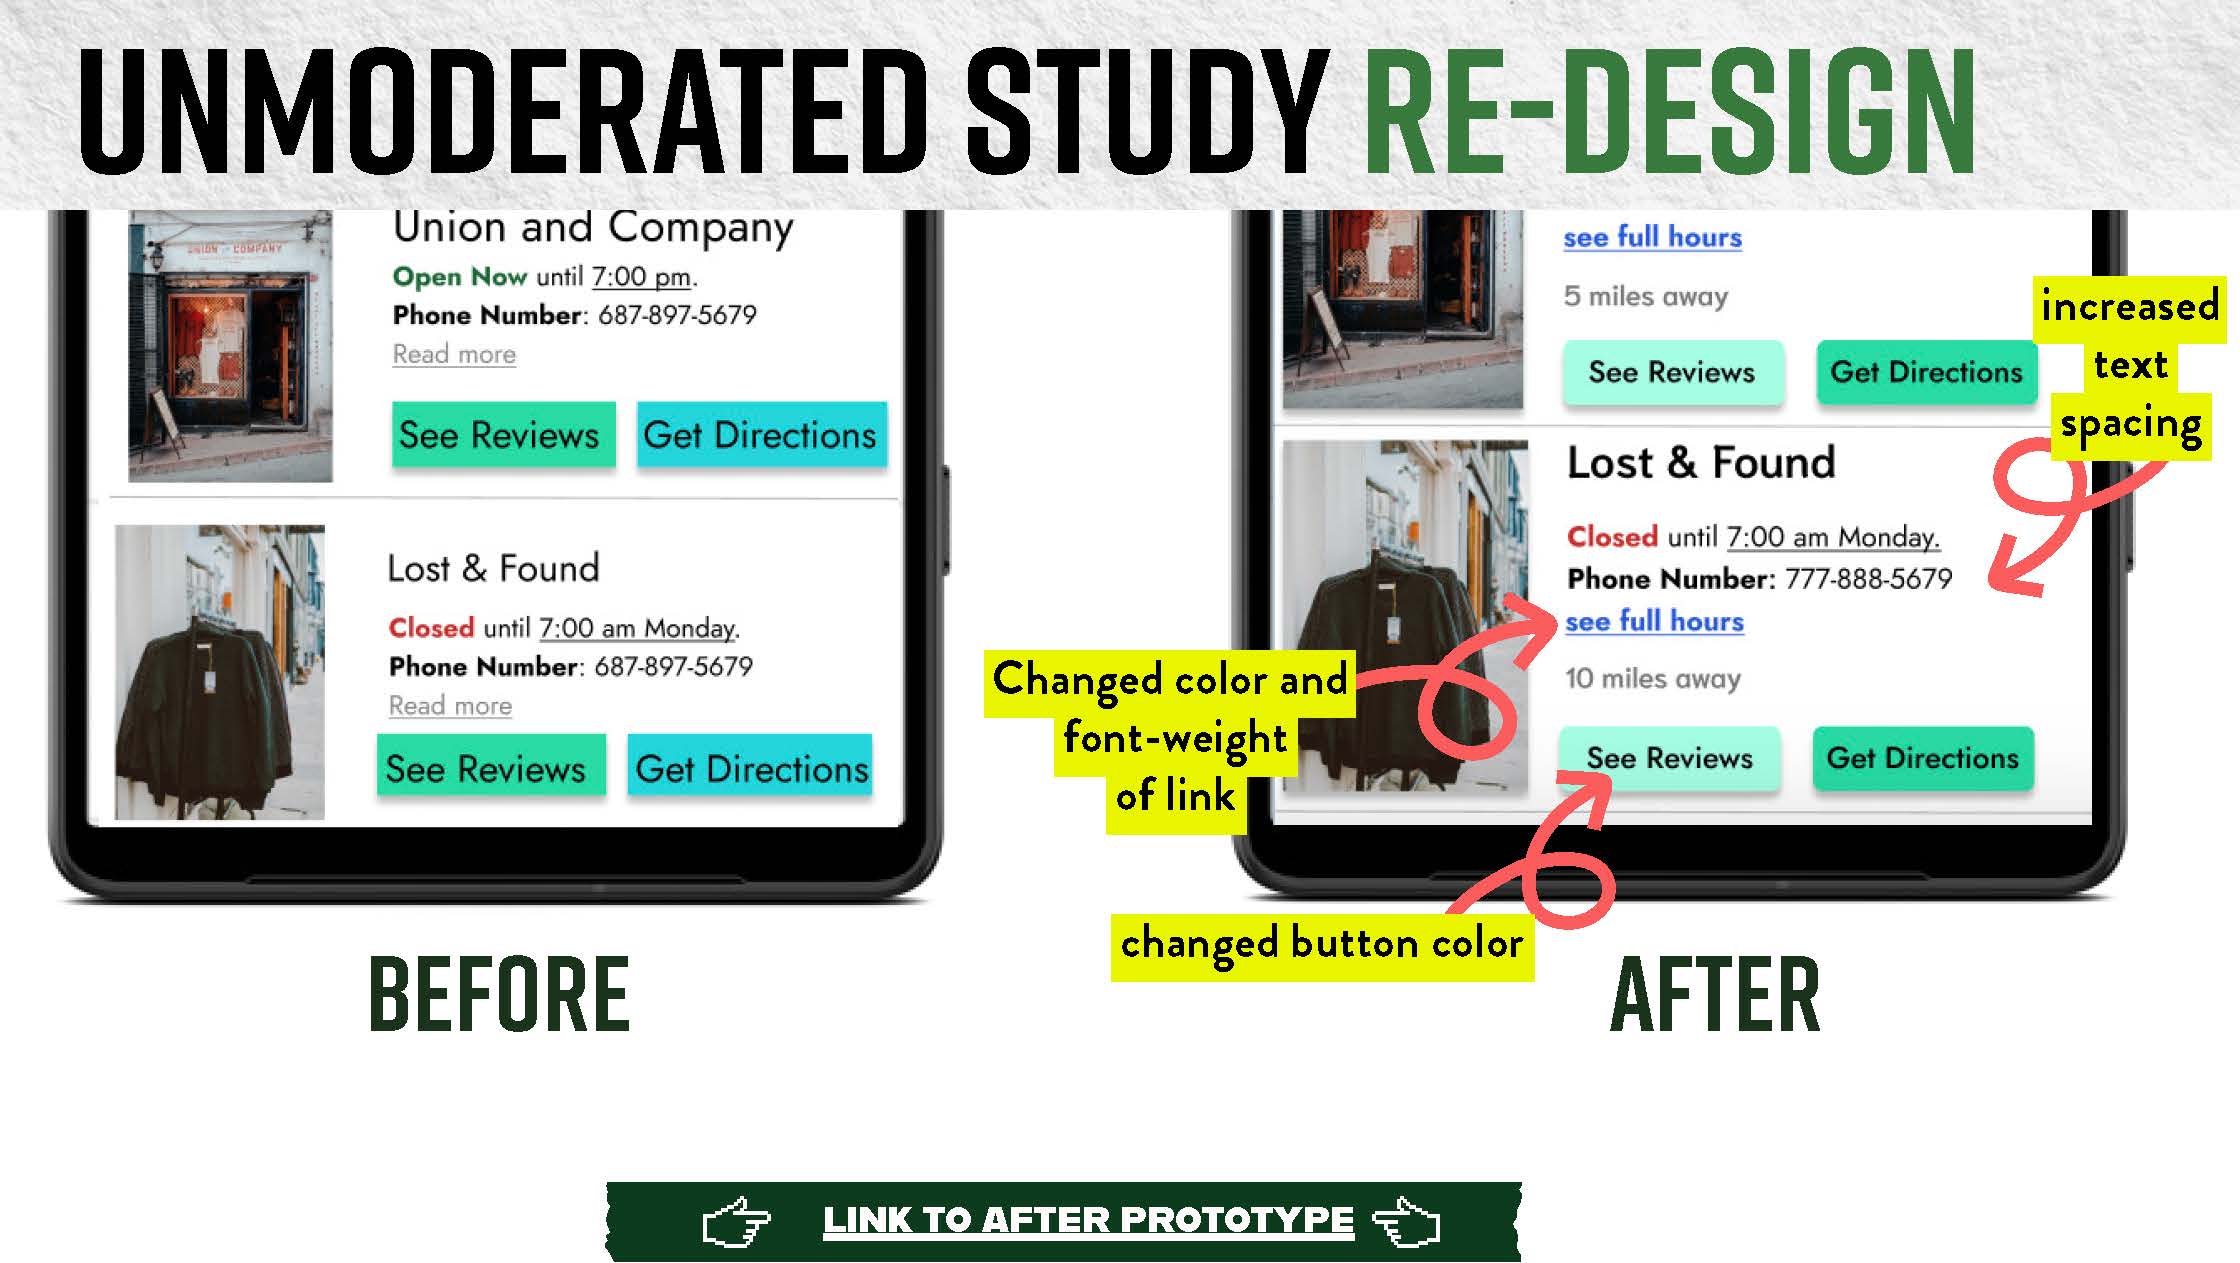 UNMODERATED STUDY RE-DESIGN
UNION COMPANY
Union and Company
Open Now until 7:00 pm.
Phone Number: 687-897-5679
Read more
See Reviews
Get Directions
Lost & Found
Closed until 7:00 am Monday.
Phone Number: 687-897-5679
Read more
See Reviews
Get Directions
BEFORE
see full hours
5 miles away
See Reviews
Get Directions
increased
text
spacing
Lost & Found
Closed until 7:00 am Monday.
Phone Number: 777-888-5679
see full hours
10 miles away
See Reviews
Get Directions
Changed color and
font-weight
of link
changed button color
AFTER
LINK TO AFTER PROTOTYPE